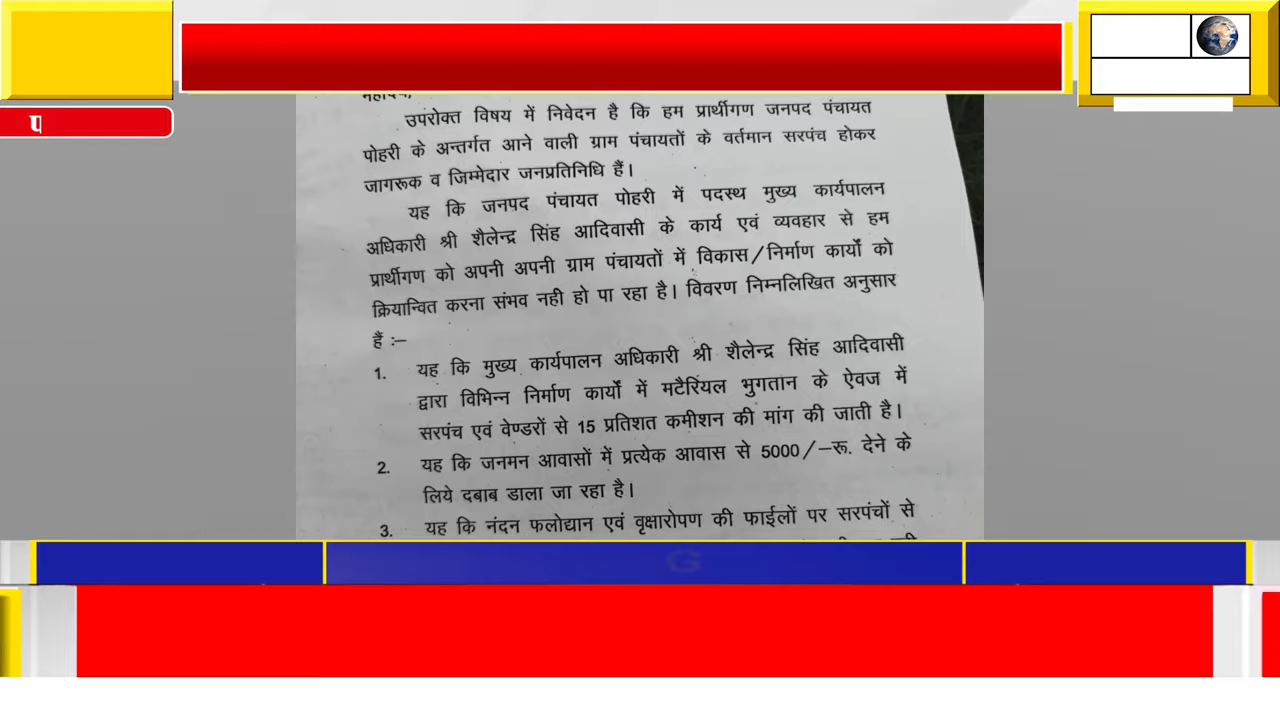 महोदय,
उपरोक्त विषय में निवेदन है कि हम प्रार्थीगण जनपद पंचायत
प
पोहरी के अन्तर्गत आने वाली ग्राम पंचायतों के वर्तमान सरपंच होकर
जागरूक व जिम्मेदार जनप्रतिनिधि हैं।
यह कि जनपद पंचायत पोहरी में पदस्थ मुख्य कार्यपालन
अधिकारी श्री शैलेन्द्र सिंह आदिवासी के कार्य एवं व्यवहार से हम
प्रार्थीगण को अपनी अपनी ग्राम पंचायतों में विकास/निर्माण कार्यों को
क्रियान्वित करना संभव नही हो पा रहा है। विवरण निम्नलिखित अनुसार
हैं :–
1. यह कि मुख्य कार्यपालन अधिकारी श्री शैलेन्द्र सिंह आदिवासी
द्वारा विभिन्न निर्माण कार्यों में मटैरियल भुगतान के ऐवज में
सरपंच एवं वेण्डरों से 15 प्रतिशत कमीशन की मांग की जाती है।
2. यह कि जनमन आवासों में प्रत्येक आवास से 5000/–रू. देने के
लिये दबाब डाला जा रहा है।
3. यह कि नंदन फलोद्यान एवं वृक्षारोपण की फाईलों पर सरपंचों से
G